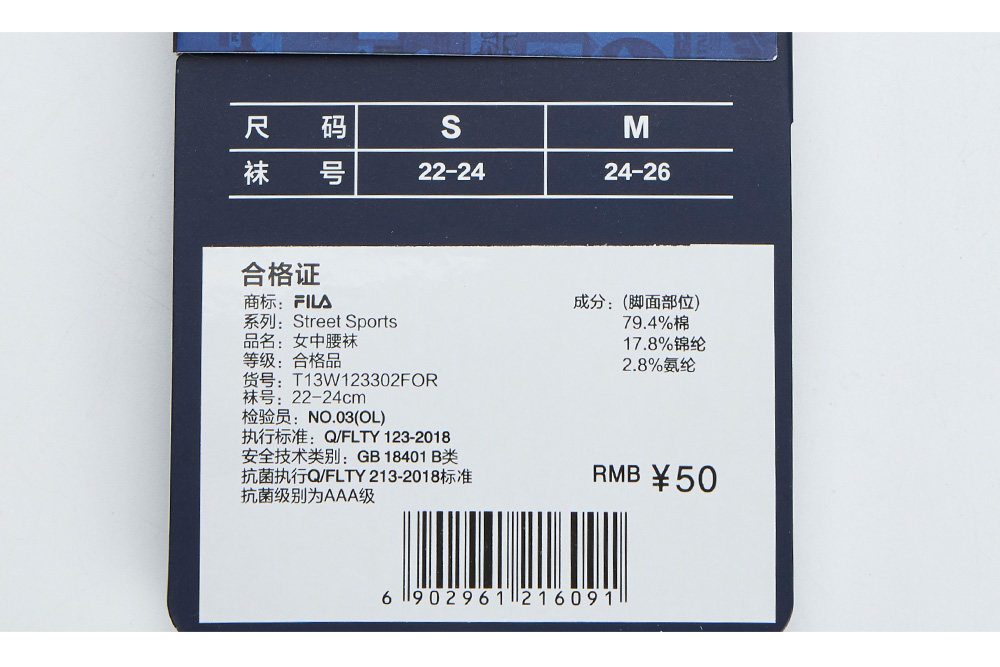 尺 码 S M
袜 号 22-24 24-26
合格证
商标：FILA
系列：Street Sports
品名：女中腰袜
等级：合格品
货号：T13W123302FOR
袜号：22-24cm
检验员：NO.03(OL)
执行标准：Q/FLTY 123-2018
安全技术类别：GB 18401 B类
抗菌执行Q/FLTY 213-2018标准
抗菌级别为AAA级
成分：(脚面部位)
79.4%棉
17.8%锦纶
2.8%氨纶
RMB ¥50
6 902961 216091